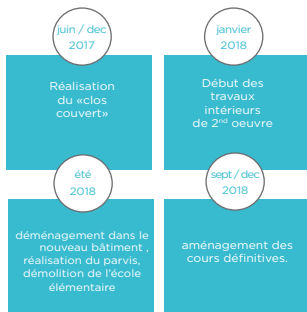 juin / dec
2017
Réalisation
du «clos
couvert»
janvier
2018
Début des
travaux
intérieurs
de 2nd oeuvre
été
2018
déménagement dans le
nouveau bâtiment ,
réalisation du parvis,
démolition de l'école
élémentaire
sept / dec
2018
aménagement des
cours définitives.